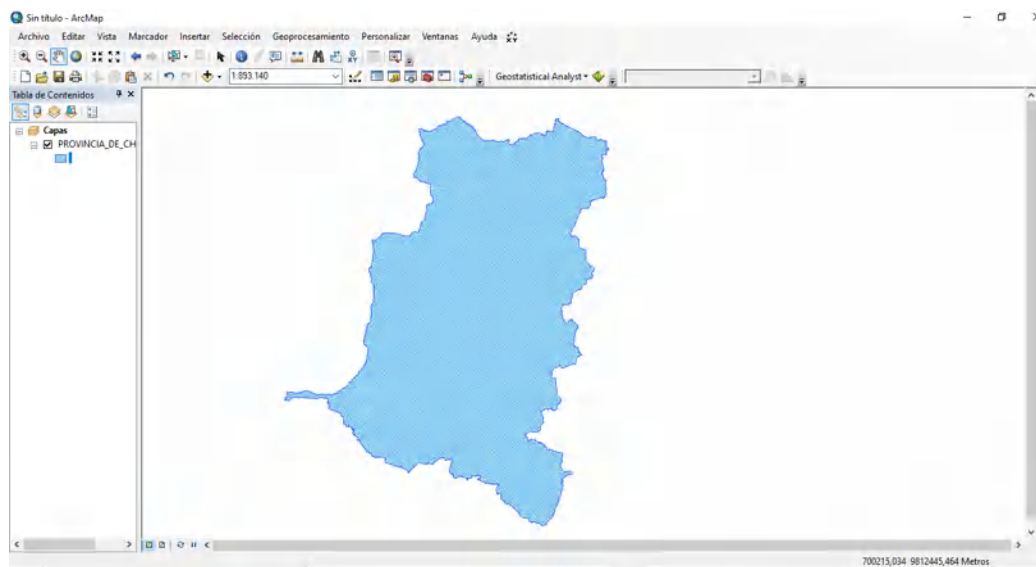 Sin título - ArcMap
Archivo Editar Vista Marcador Insertar Selección Geoprocesamiento Personalizar Ventanas Ayuda
1:893.140
Geostatistical Analyst
Tabla de Contenidos
Capas
PROVINCIA_DE_CH
700215,034 9812445,464 Metros